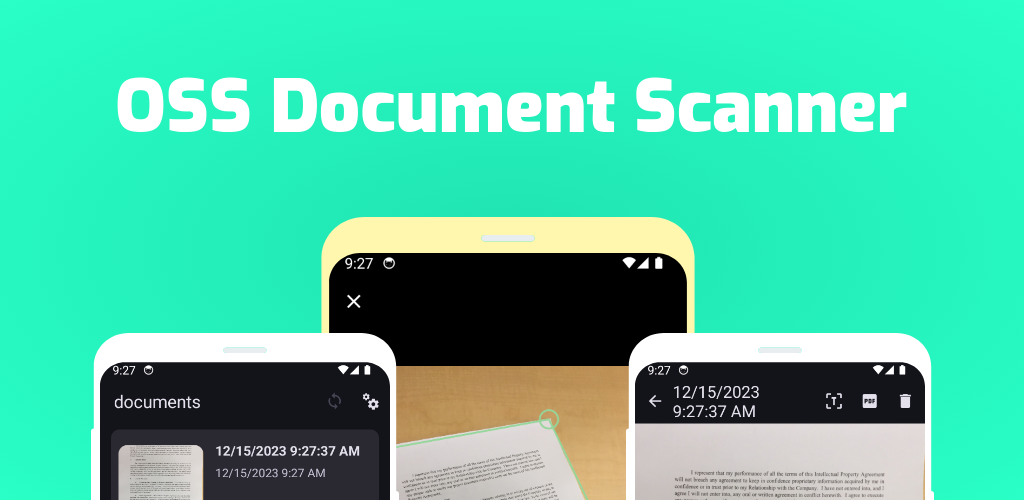 OSS Document Scanner
9:27
9:27
documents
12/15/2023 9:27:37 AM
12/15/2023 9:27 AM
9:27
12/15/2023
9:27:37 AM
T
PDF
I represent that my performance of all the terms of this Intellectual Property Agreement
will not breach any agreement to keep in confidence proprietary information acquired by me in
confidence or in trust prior to my Relationship with the Company. I have not entered into, and I
agree I will not enter into, any oral or written agreement in conflict herewith. I agree to execute